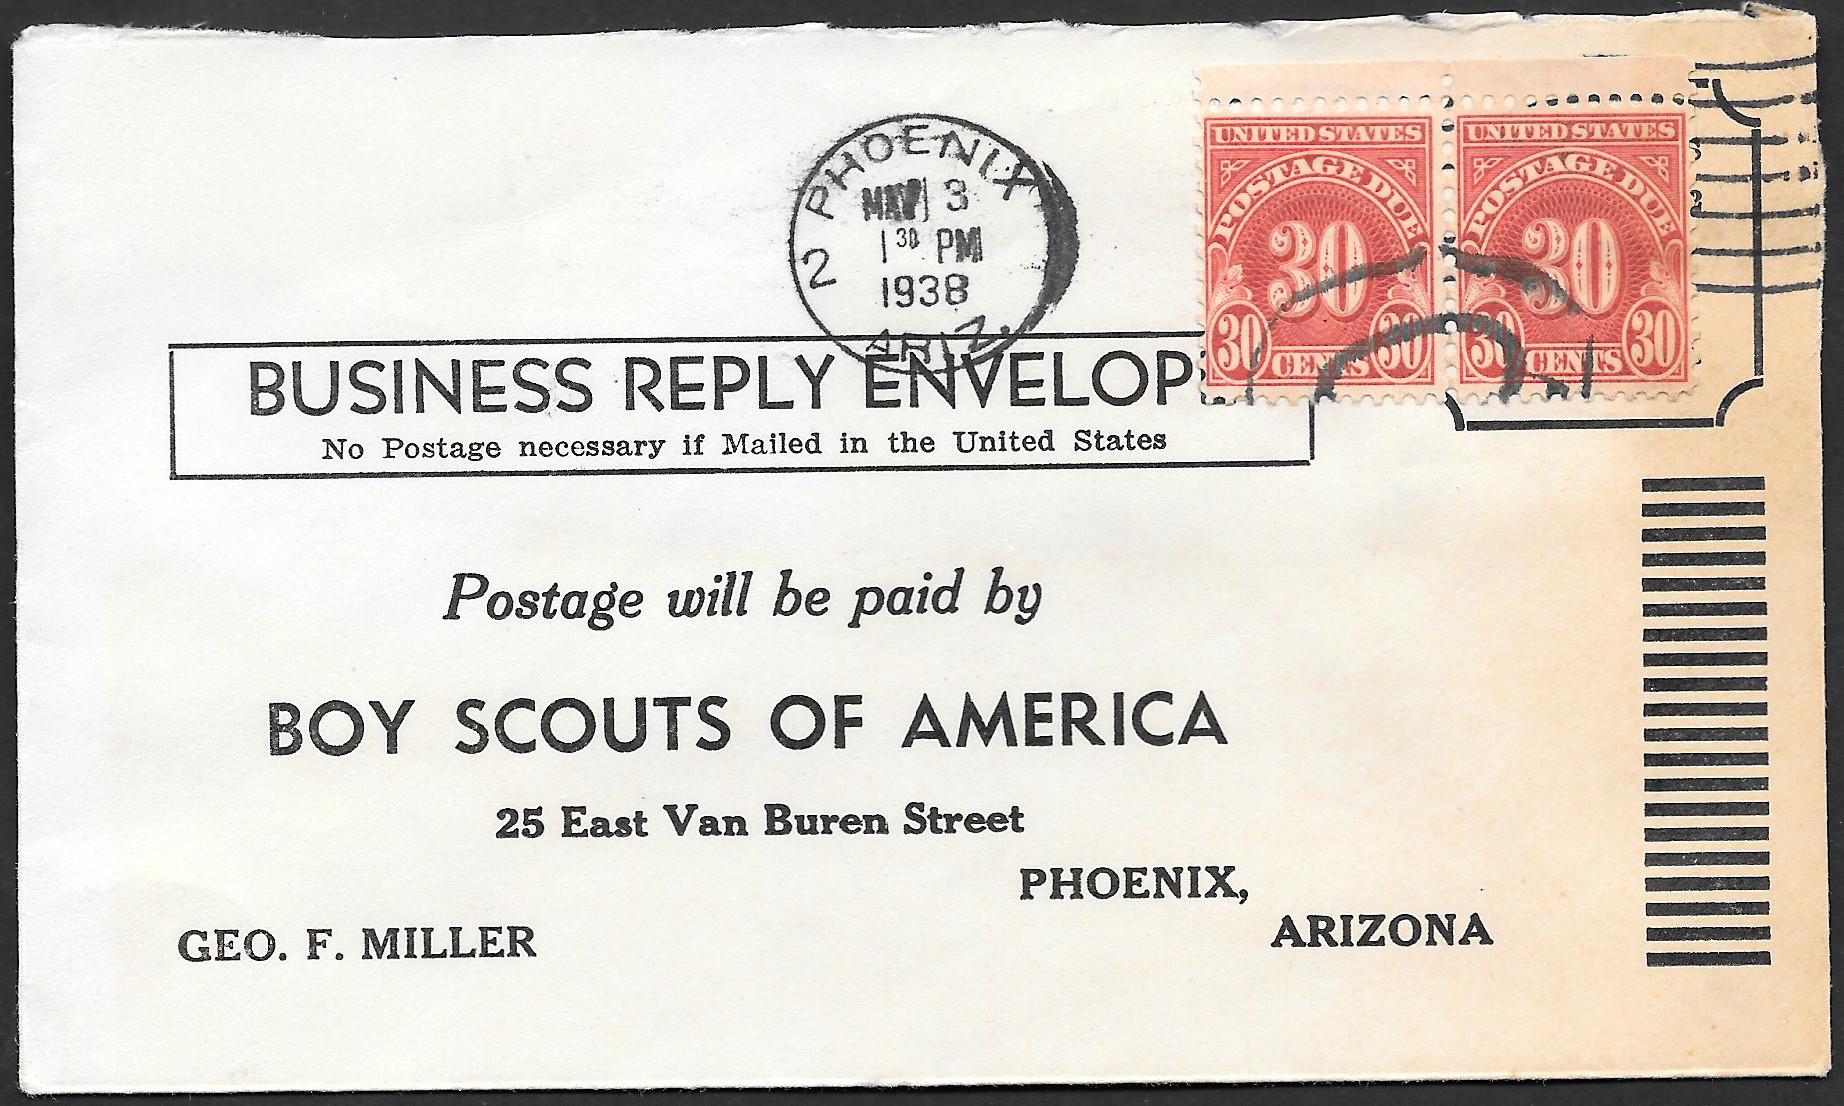 PHOENIX
3
1 30 PM
2
1938
ARIZ.
UNITED STATES
POSTAGE DUE
30
30 CENTS 30
UNITED STATES
POSTAGE DUE
30
30 CENTS 30
BUSINESS REPLY ENVELOP
No Postage necessary if Mailed in the United States
Postage will be paid by
BOY SCOUTS OF AMERICA
25 East Van Buren Street
PHOENIX,
ARIZONA
GEO. F. MILLER